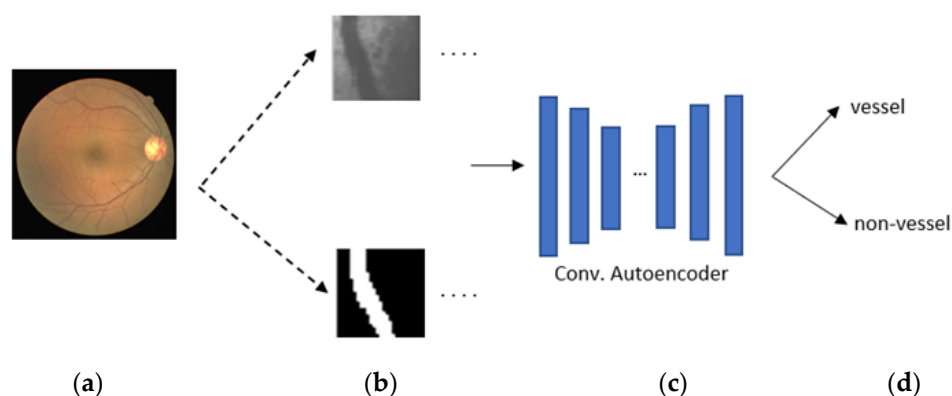 ....
vessel
...
non-vessel
Conv. Autoencoder
....
(a) (b) (c) (d)